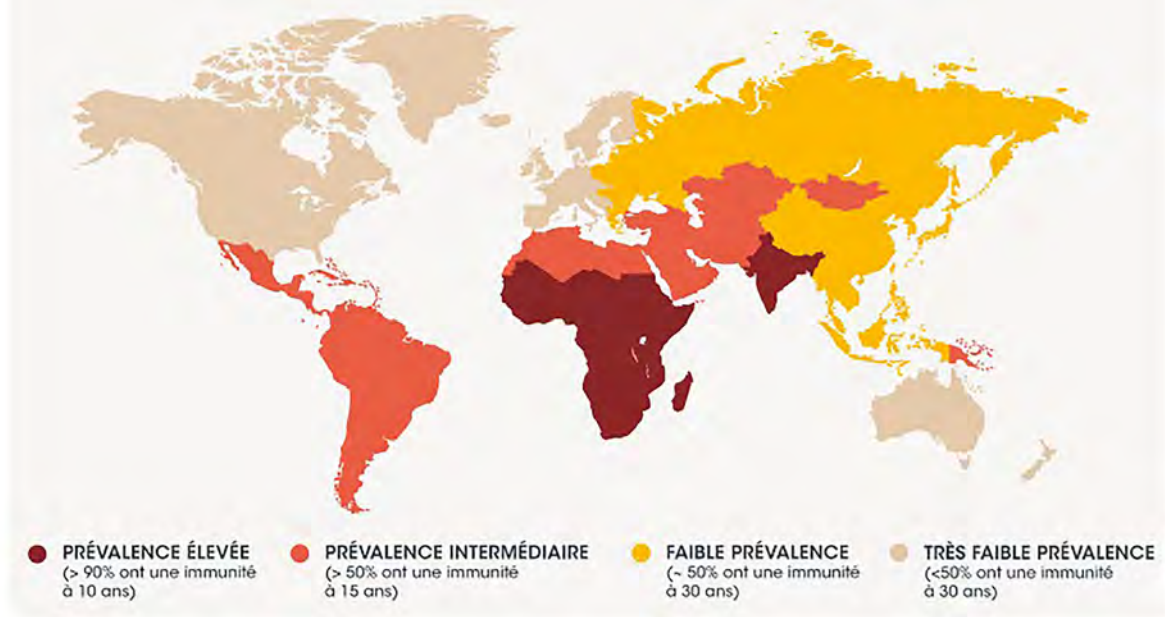 PRÉVALENCE ÉLEVÉE
(> 90% ont une immunité
à 10 ans)
PRÉVALENCE INTERMÉDIAIRE
(> 50% ont une immunité
à 15 ans)
FAIBLE PRÉVALENCE
(~ 50% ont une immunité
à 30 ans)
TRÈS FAIBLE PRÉVALENCE
(<50% ont une immunité
à 30 ans)